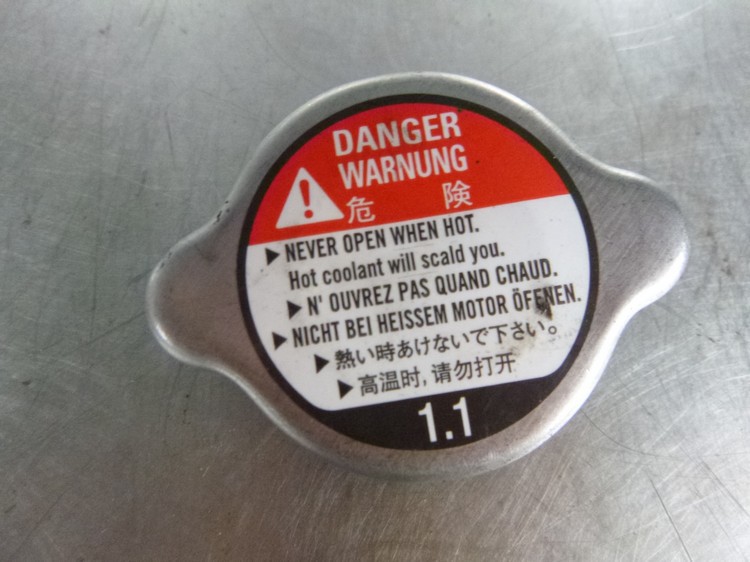 DANGER
WARNUNG
! 危 険
▶ NEVER OPEN WHEN HOT.
Hot coolant will scald you.
▶ N' OUVREZ PAS QUAND CHAUD.
▶ NICHT BEI HEISSEM MOTOR ÖFFNEN.
▶ 熱い時あけないで下さい。
▶ 高温时, 请勿打开
1.1